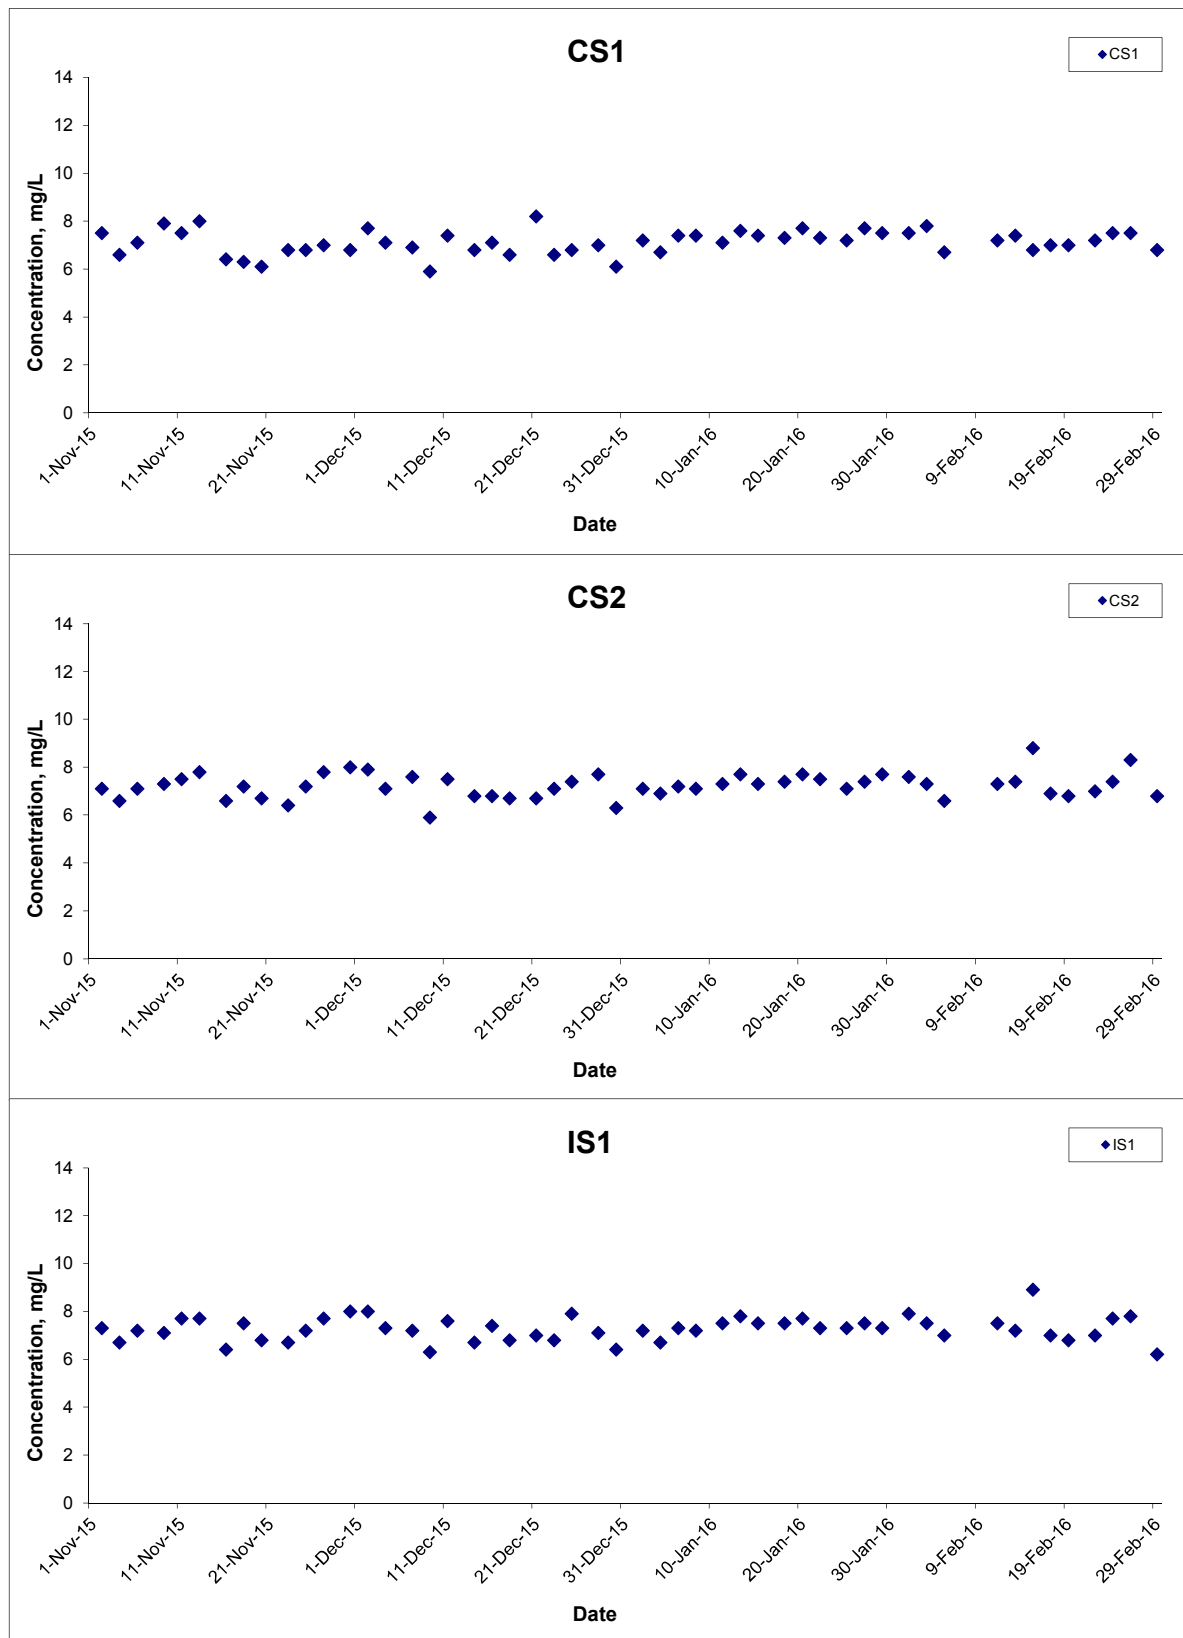 CS1
CS1
Concentration, mg/L
14
12
10
8
6
4
2
0
1-Nov-15
11-Nov-15
21-Nov-15
1-Dec-15
11-Dec-15
21-Dec-15
31-Dec-15
10-Jan-16
20-Jan-16
30-Jan-16
9-Feb-16
19-Feb-16
29-Feb-16
Date
CS2
CS2
Concentration, mg/L
14
12
10
8
6
4
2
0
1-Nov-15
11-Nov-15
21-Nov-15
1-Dec-15
11-Dec-15
21-Dec-15
31-Dec-15
10-Jan-16
20-Jan-16
30-Jan-16
9-Feb-16
19-Feb-16
29-Feb-16
Date
IS1
IS1
Concentration, mg/L
14
12
10
8
6
4
2
0
1-Nov-15
11-Nov-15
21-Nov-15
1-Dec-15
11-Dec-15
21-Dec-15
31-Dec-15
10-Jan-16
20-Jan-16
30-Jan-16
9-Feb-16
19-Feb-16
29-Feb-16
Date